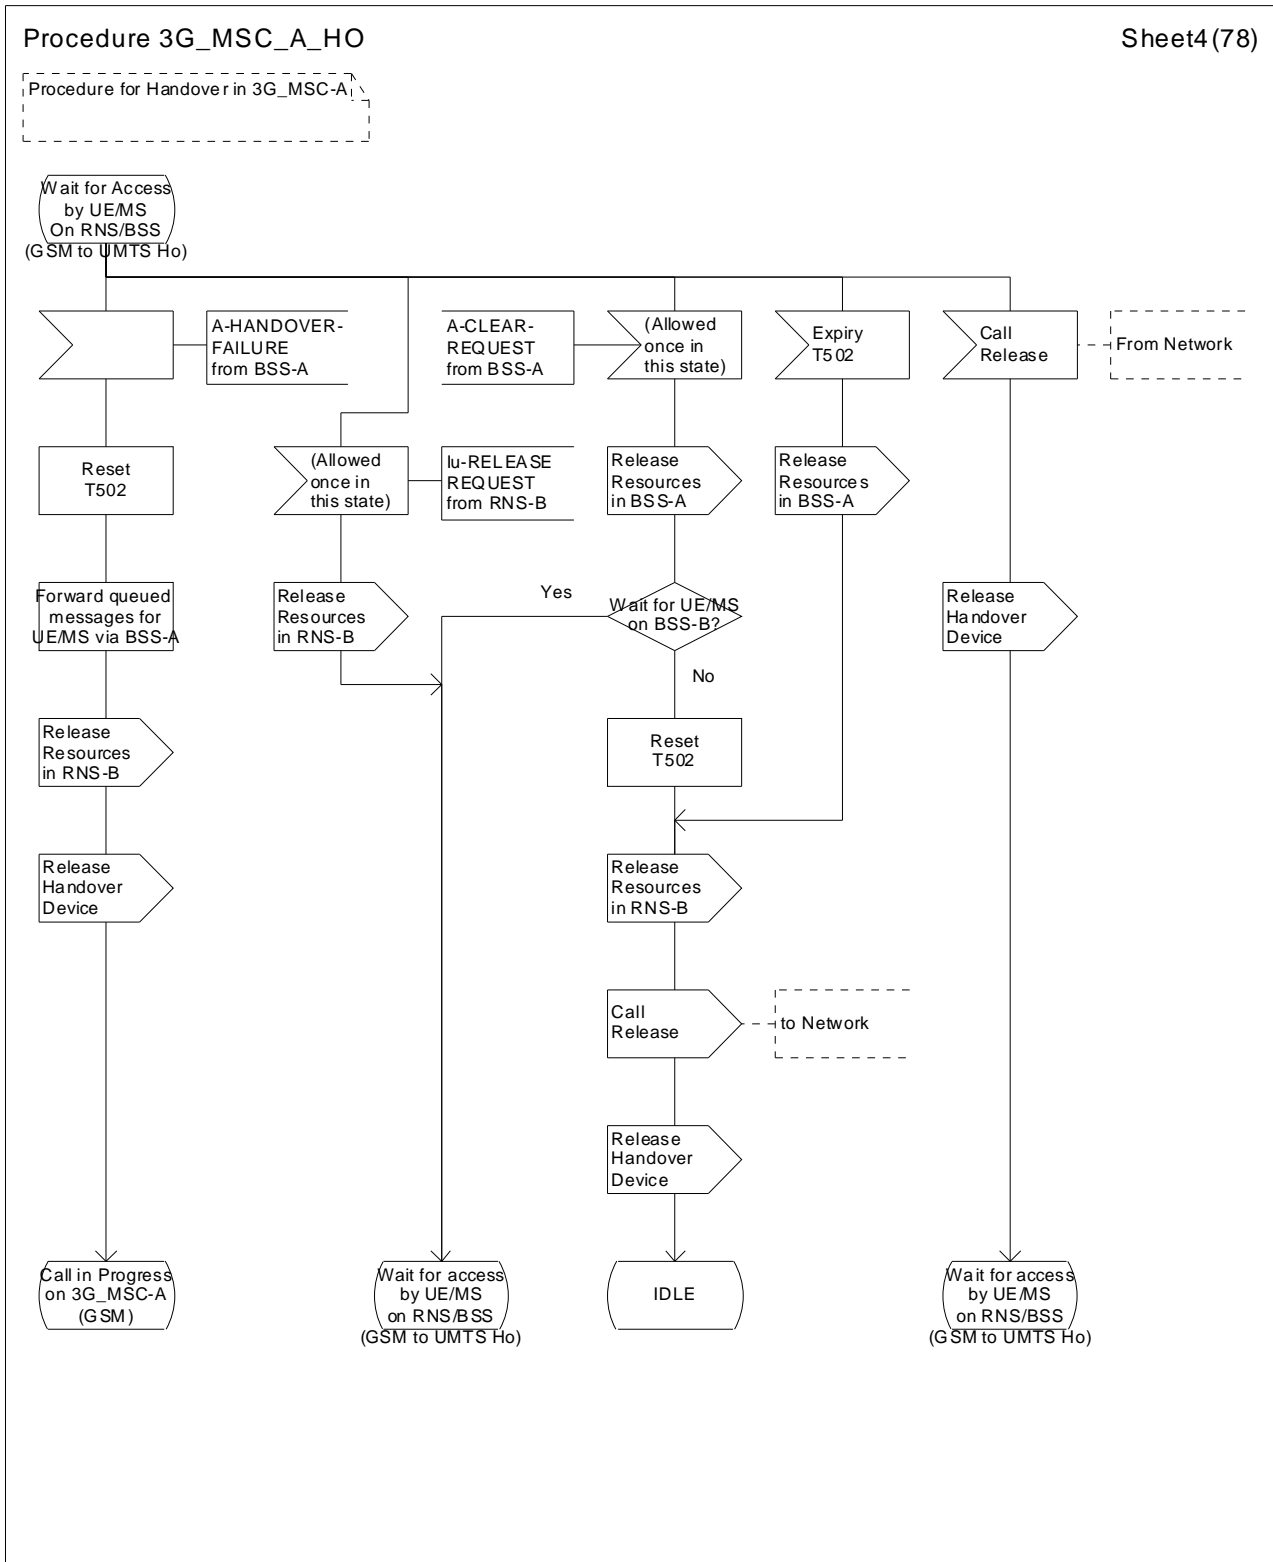 Procedure 3G_MSC_A_HO
Sheet4(78)
Procedure for Handover in 3G_MSC-A
Wait for Access
by UE/MS
On RNS/BSS
(GSM to UMTS Ho)
A-HANDOVER-
FAILURE
from BSS-A
A-CLEAR-
REQUEST
from BSS-A
(Allowed
once in
this state)
Expiry
T502
Call
Release
From Network
Reset
T502
(Allowed
once in
this state)
Iu-RELEASE
REQUEST
from RNS-B
Release
Resources
in BSS-A
Release
Resources
in BSS-A
Forward queued
messages for
UE/MS via BSS-A
Release
Resources
in RNS-B
Yes
Wait for UE/MS
on BSS-B?
No
Release
Handover
Device
Release
Resources
in RNS-B
Reset
T502
Release
Handover
Device
Release
Resources
in RNS-B
Call
Release
to Network
Release
Handover
Device
Call in Progress
on 3G_MSC-A
(GSM)
Wait for access
by UE/MS
on RNS/BSS
(GSM to UMTS Ho)
IDLE
Wait for access
by UE/MS
on RNS/BSS
(GSM to UMTS Ho)